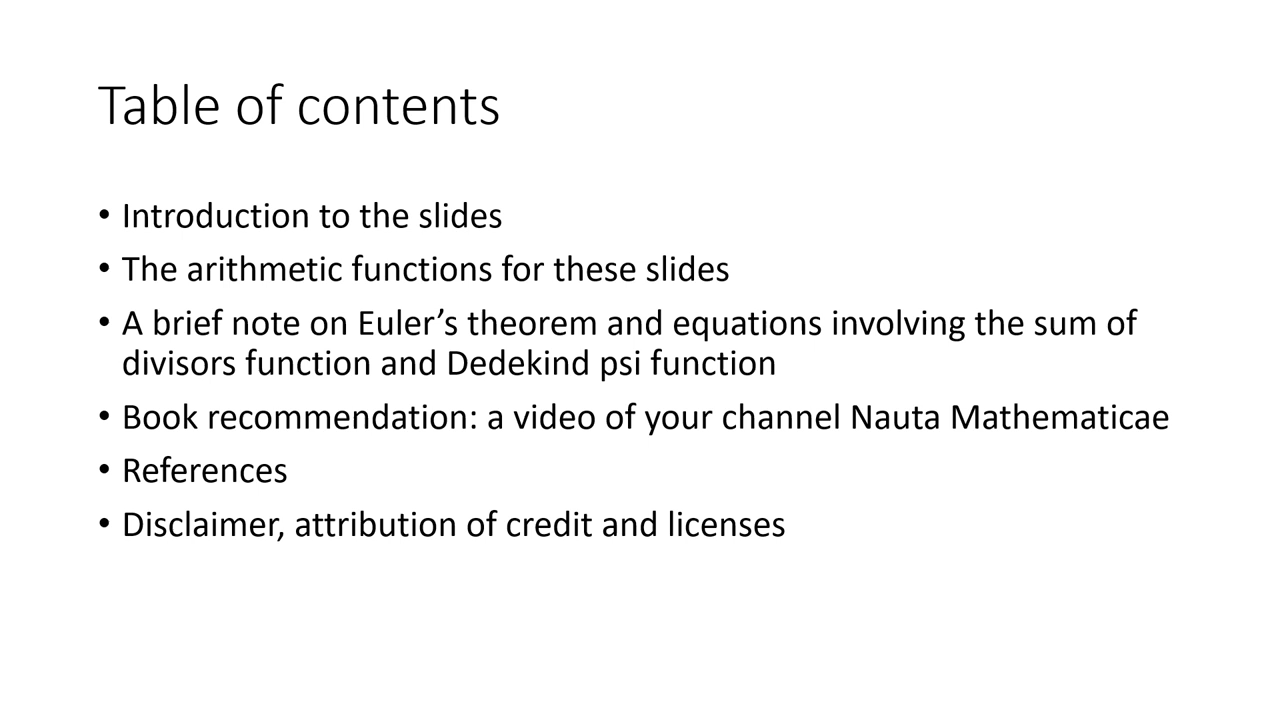 Table of contents
• Introduction to the slides
• The arithmetic functions for these slides
• A brief note on Euler’s theorem and equations involving the sum of
divisors function and Dedekind psi function
• Book recommendation: a video of your channel Nauta Mathematicae
• References
• Disclaimer, attribution of credit and licenses